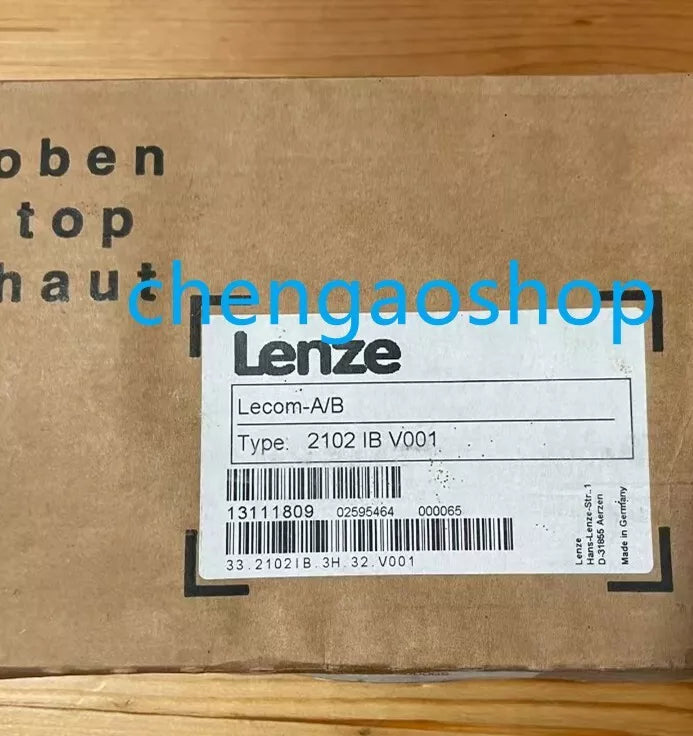 oben
top
haut
chengaoshop
Lenze
Lecom-A/B
Type: 2102 IB V001
13111809 02595464 000065
33.2102IB.3H.32.V001
Lenze
Hans-Lenze-Str. 1
D-31855 Aerzen
Made in Germany